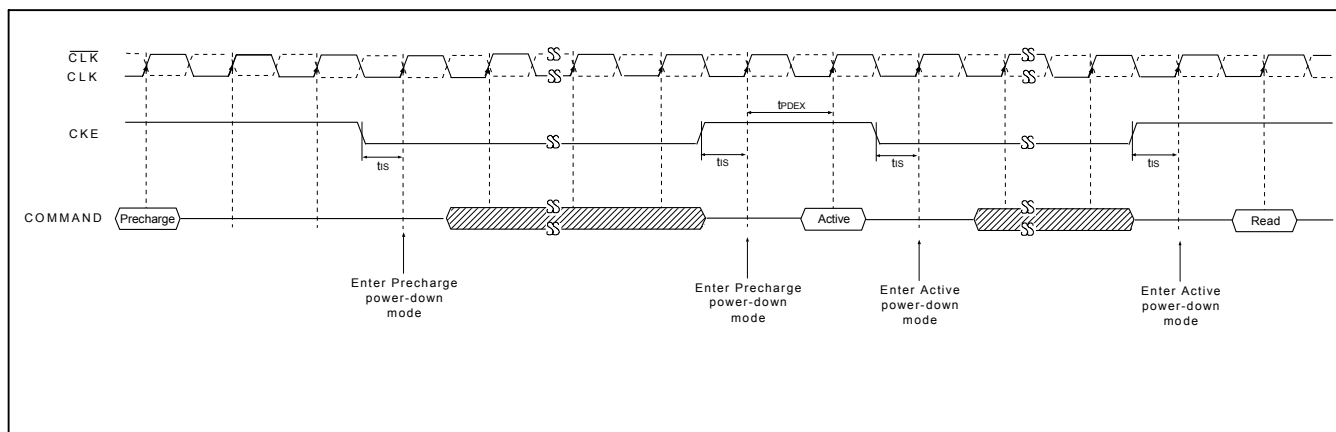 CLK
CLK
tPDEX
CKE
tIS
tIS
tIS
tIS
COMMAND
Precharge
Active
Read
Enter Precharge
power-down
mode
Enter Precharge
power-down
mode
Enter Active
power-down
mode
Enter Active
power-down
mode